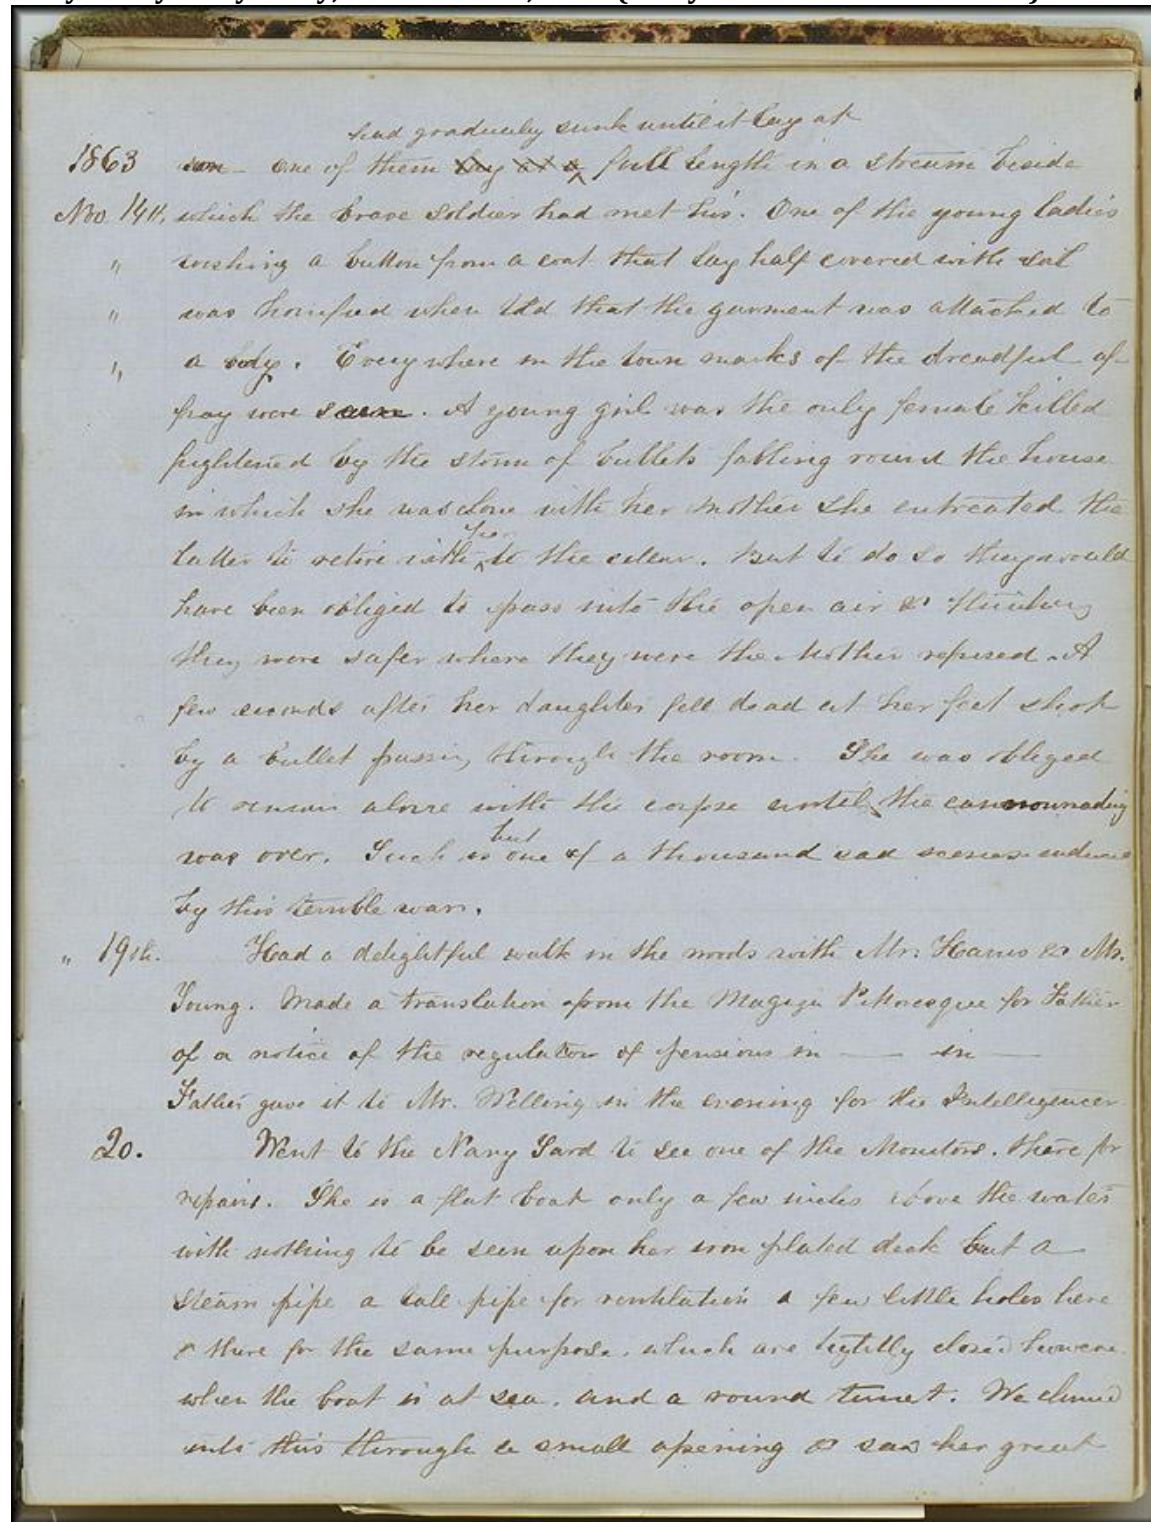 had gradually sunk until it lay at
1863 seen - one of them lay at a full length in a stream beside
No. 14th, which the brave soldier had met his. One of the young ladies
" wishing a button from a coat that lay half covered with soil
" was horrified when told that the garment was attached to
" a body. Everywhere in the town marks of the dreadful af-
fray were seen. A young girl was the only female killed
frightened by the storm of bullets falling round the house
in which she was alone with her mother she entreated the
latter to retire with her to the cellar. But to do so they would
have been obliged to pass into the open air & thinking
they were safer where they were the Mother refused. A
few seconds after her daughter fell dead at her feet shot
by a bullet passing through the room. She was obliged
to remain alone with the corpse until the cannonading
but
was over. Such is one of a thousand sad scenes
by this terrible war.
" 19th. Had a delightful walk in the woods with Mr. Harris & Mr.
Young. Made a translation from the Magazin Pittoresque for Father
of a notice of the regulation of pensions in — in —
Father gave it to Mr. Welling in the evening for the Intelligencer
20. Went to the Navy Yard to see one of the Monitors. there for
repairs. She is a flat boat only a few inches above the water
with nothing to be seen upon her iron plated deck but a
steam pipe a tall pipe for ventilation a few little holes here
& there for the same purpose. which are tightly closed however
when the boat is at sea. and a round turret. We climed
into this through a small opening & saw her great